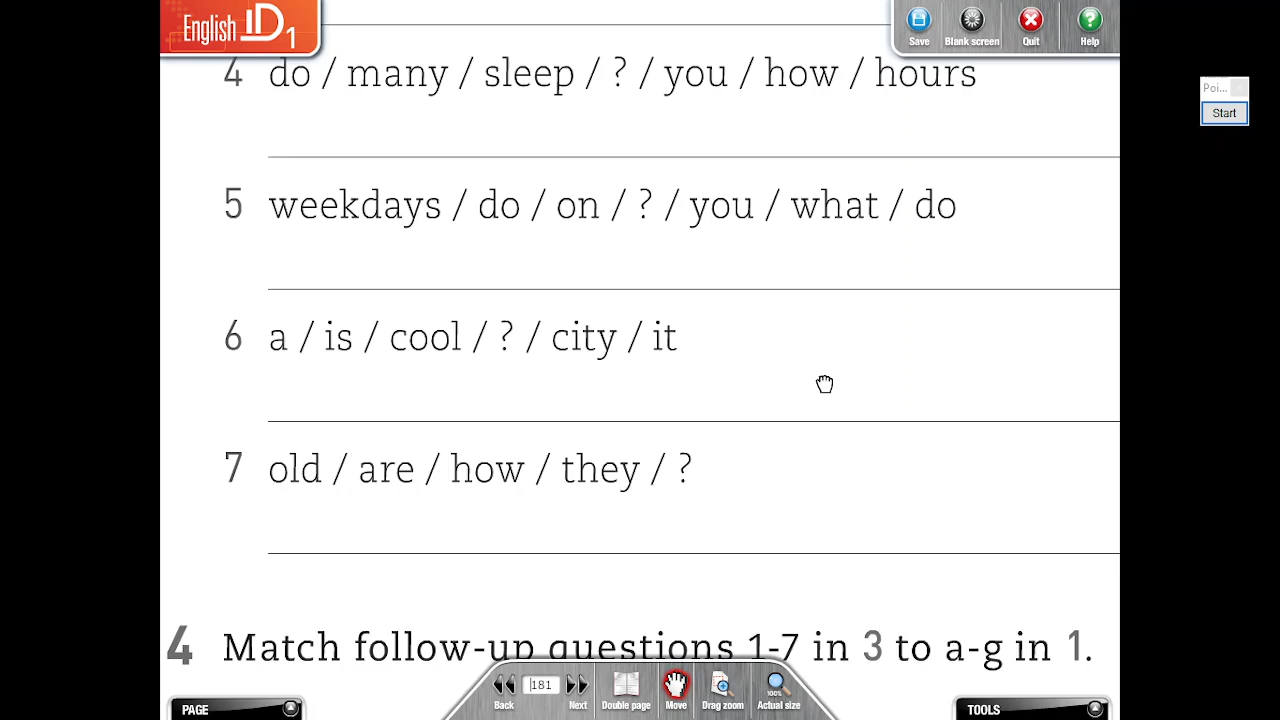 English ID 1
Save Blank screen Quit Help
4 do / many / sleep / ? / you / how / hours
Poi...
Start
5 weekdays / do / on / ? / you / what / do
6 a / is / cool / ? / city / it
7 old / are / how / they / ?
4 Match follow-up questions 1-7 in 3 to a-g in 1.
181
100%
Back Next Double page Move Drag zoom Actual size
PAGE
TOOLS